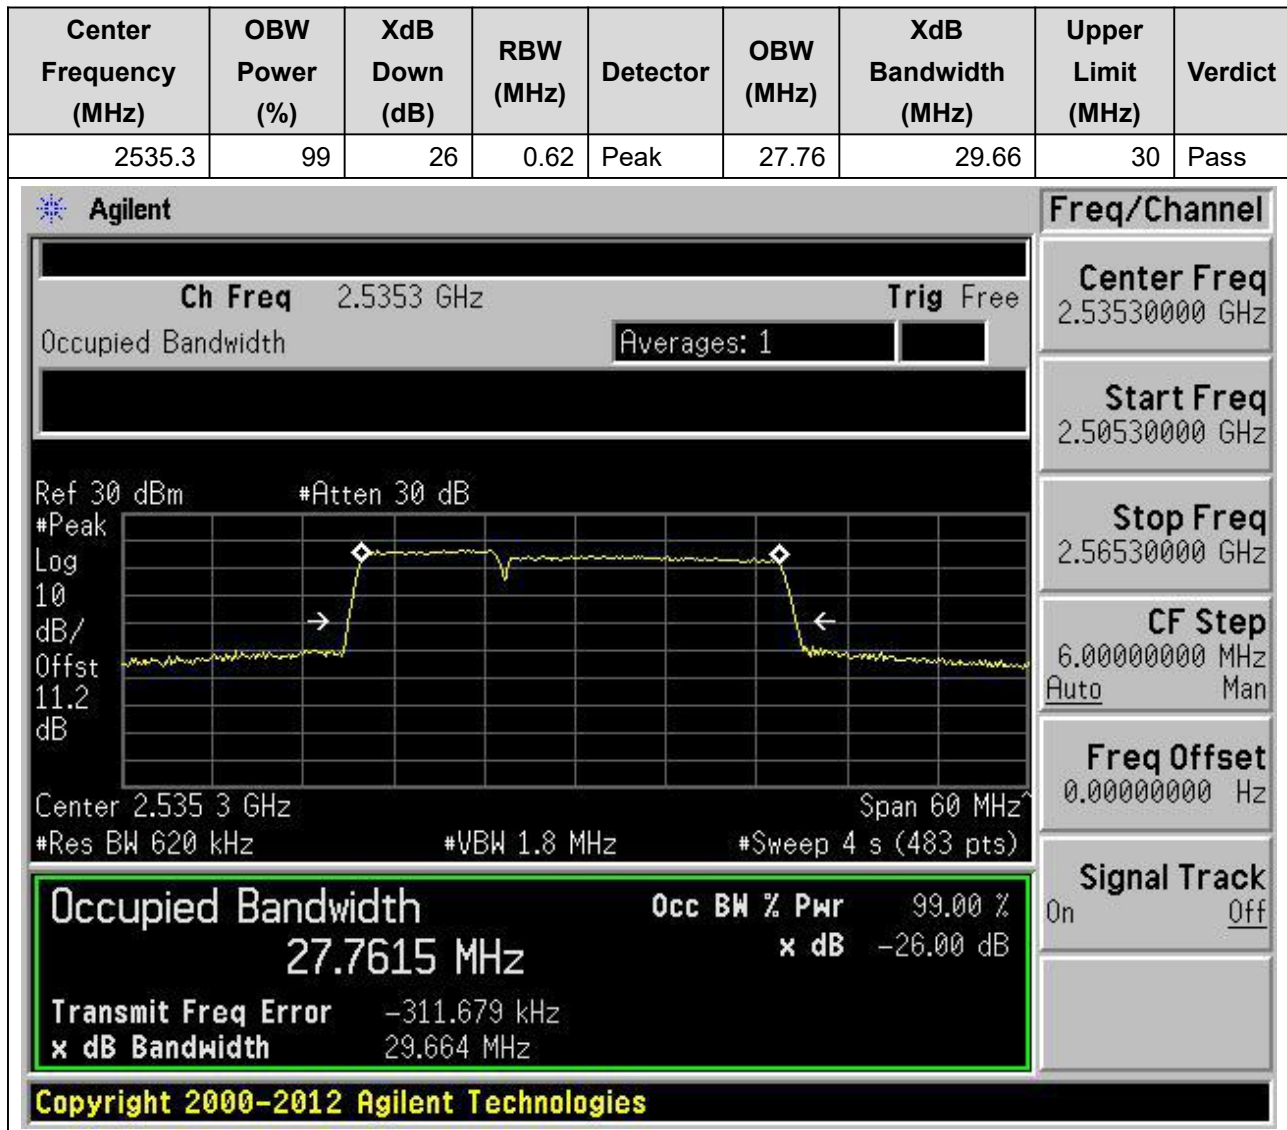 Center Frequency (MHz) OBW Power (%) XdB Down (dB) RBW (MHz) Detector OBW (MHz) XdB Bandwidth (MHz) Upper Limit (MHz) Verdict
2535.3 99 26 0.62 Peak 27.76 29.66 30 Pass
Agilent
Freq/Channel
Ch Freq 2.5353 GHz Trig Free
Occupied Bandwidth Averages: 1
Ref 30 dBm #Atten 30 dB
#Peak
Log
10
dB/
Offst
11.2
dB
Center 2.535 3 GHz Span 60 MHz^
#Res BW 620 kHz #VBW 1.8 MHz #Sweep 4 s (483 pts)
Occupied Bandwidth Occ BW % Pwr 99.00 %
27.7615 MHz x dB -26.00 dB
Transmit Freq Error -311.679 kHz
x dB Bandwidth 29.664 MHz
Center Freq
2.53530000 GHz
Start Freq
2.50530000 GHz
Stop Freq
2.56530000 GHz
CF Step
6.00000000 MHz
Auto Man
Freq Offset
0.00000000 Hz
Signal Track
On Off
Copyright 2000-2012 Agilent Technologies